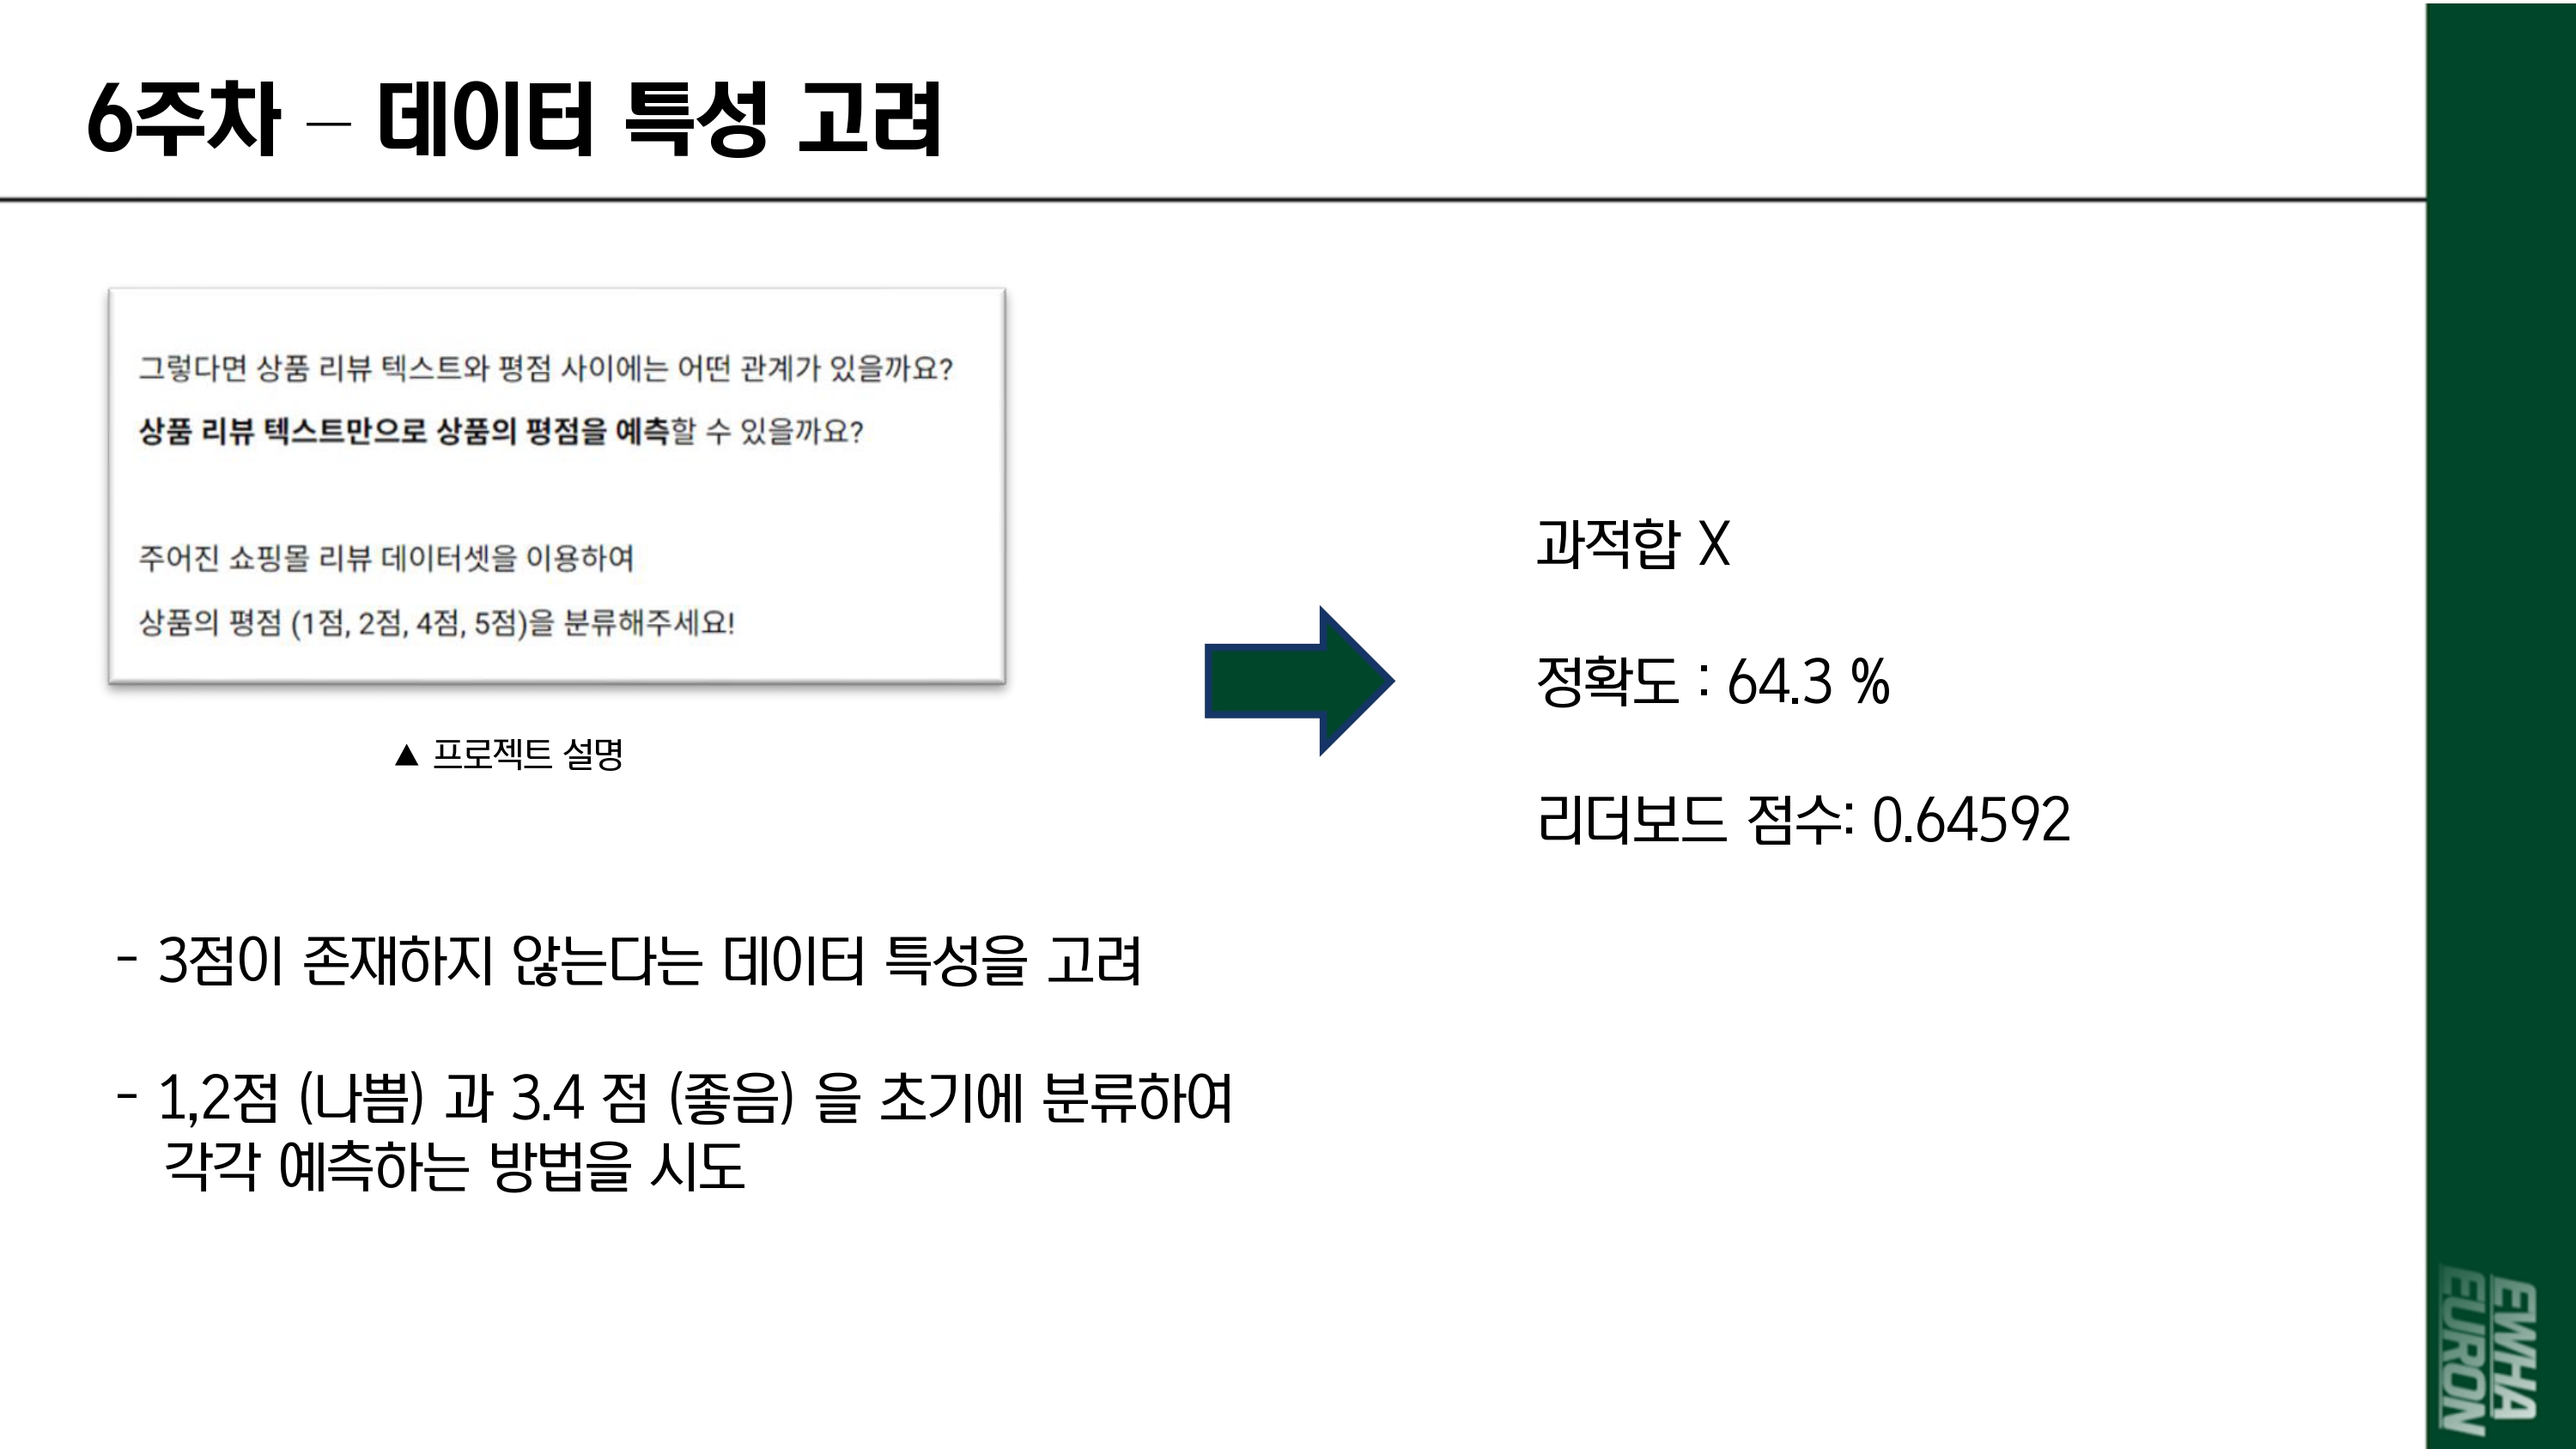 6주차 – 데이터 특성 고려
그렇다면 상품 리뷰 텍스트와 평점 사이에는 어떤 관계가 있을까요?
상품 리뷰 텍스트만으로 상품의 평점을 예측할 수 있을까요?
주어진 쇼핑몰 리뷰 데이터셋을 이용하여
상품의 평점 (1점, 2점, 4점, 5점)을 분류해주세요!
▲ 프로젝트 설명
과적합 X
정확도 : 64.3 %
리더보드 점수: 0.64592
- 3점이 존재하지 않는다는 데이터 특성을 고려
- 1,2점 (나쁨) 과 3.4 점 (좋음) 을 초기에 분류하여
각각 예측하는 방법을 시도
EWHA
EURON